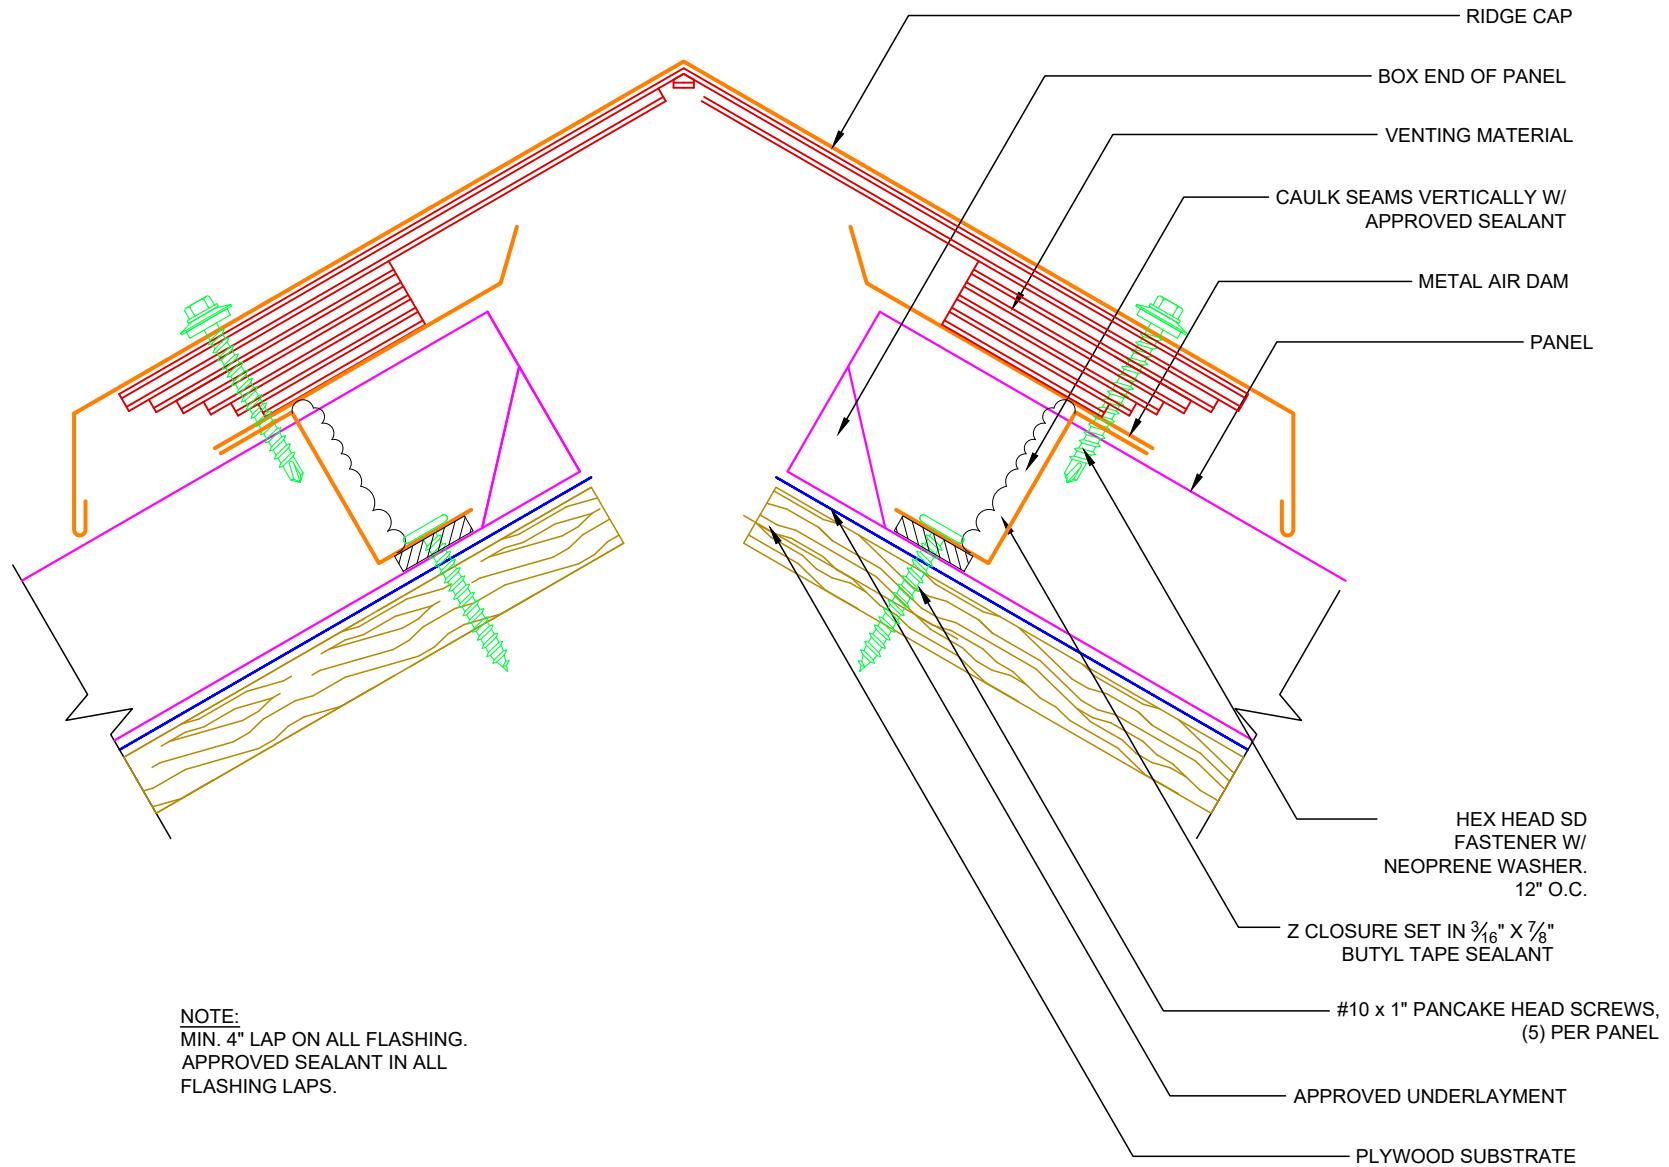 RIDGE CAP
BOX END OF PANEL
VENTING MATERIAL
CAULK SEAMS VERTICALLY W/
APPROVED SEALANT
METAL AIR DAM
PANEL
HEX HEAD SD
FASTENER W/
NEOPRENE WASHER.
12" O.C.
Z CLOSURE SET IN 3/16" X 7/8"
BUTYL TAPE SEALANT
#10 x 1" PANCAKE HEAD SCREWS,
(5) PER PANEL
APPROVED UNDERLAYMENT
PLYWOOD SUBSTRATE
NOTE:
MIN. 4" LAP ON ALL FLASHING.
APPROVED SEALANT IN ALL
FLASHING LAPS.